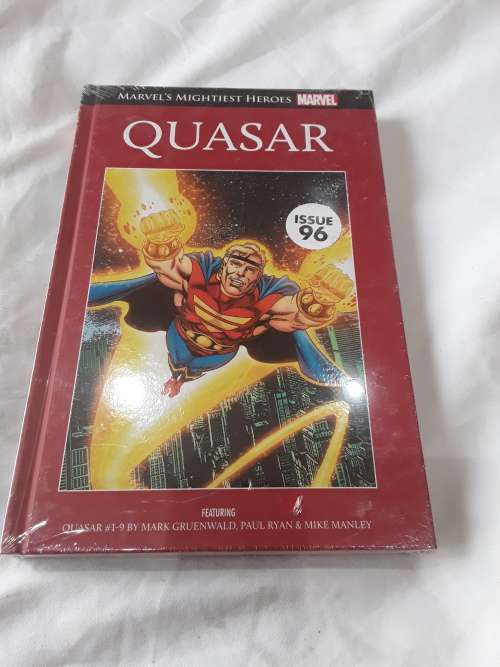 MARVEL'S MIGHTIEST HEROES MARVEL
QUASAR
ISSUE
96
FEATURING
QUASAR #1-9 BY MARK GRUENWALD, PAUL RYAN & MIKE MANLEY